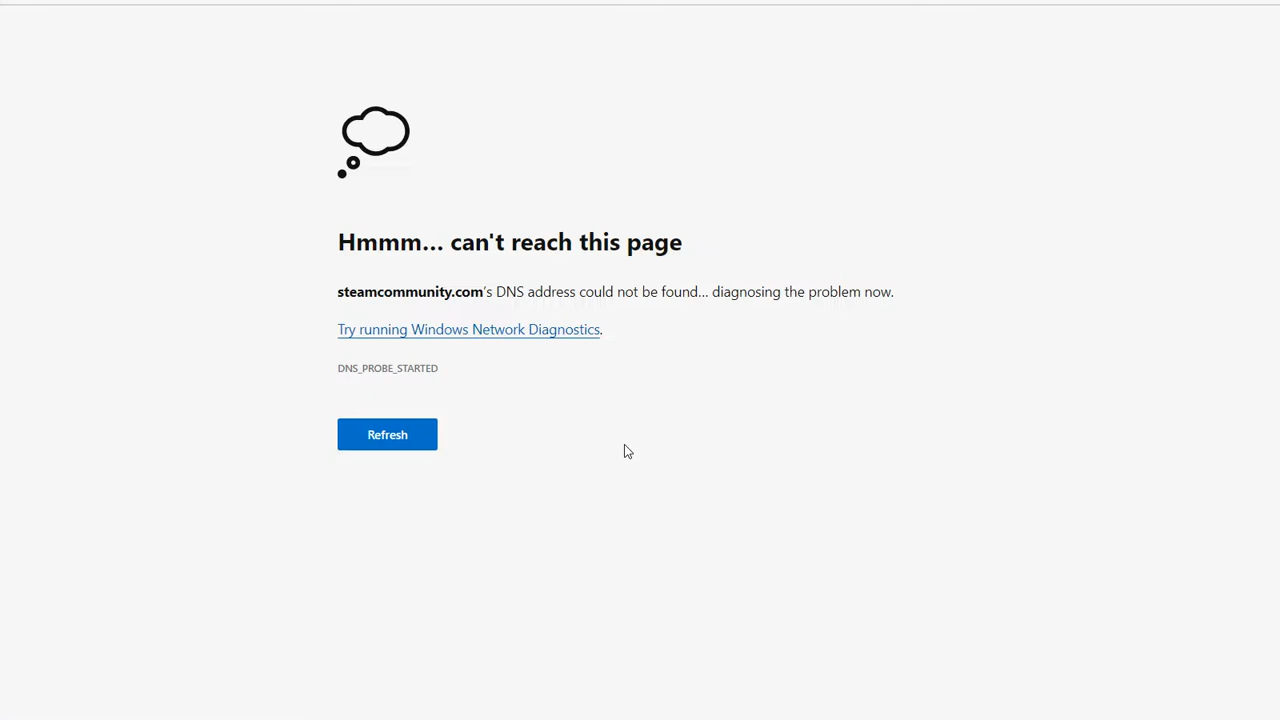 Hmmm... can't reach this page
steamcommunity.com's DNS address could not be found... diagnosing the problem now.
Try running Windows Network Diagnostics.
DNS_PROBE_STARTED
Refresh